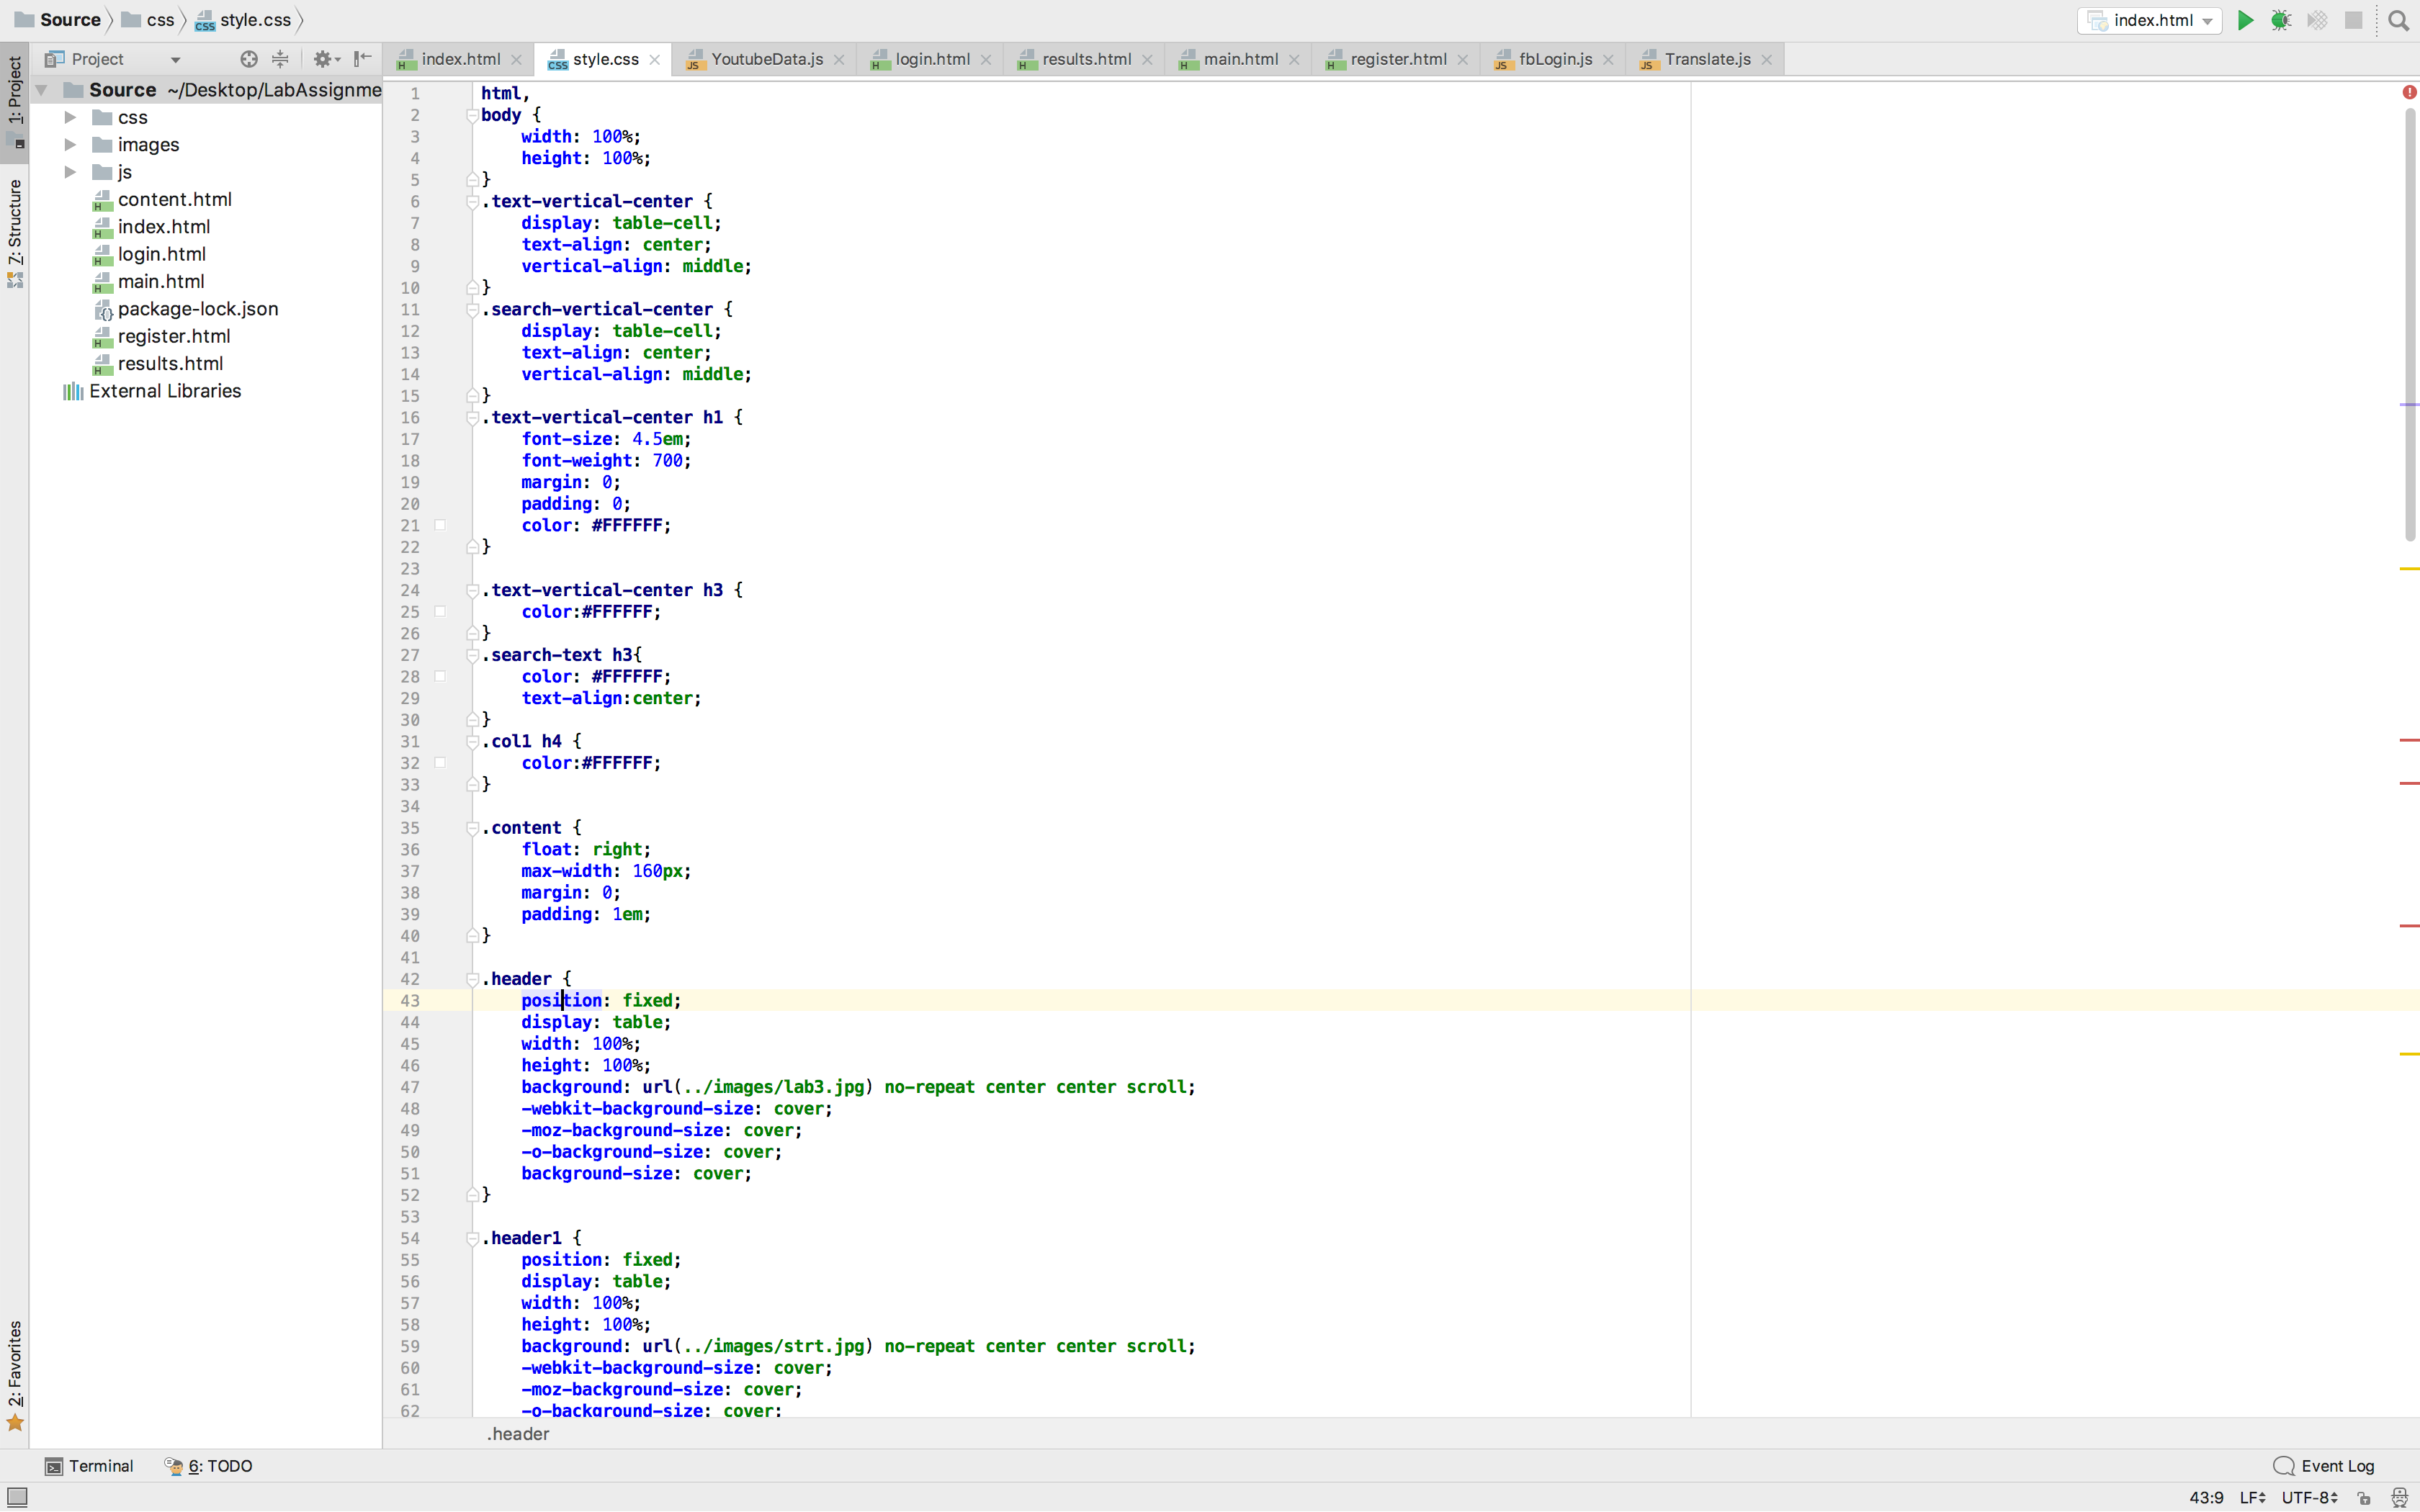 Source css style.css
index.html
1: Project
7: Structure
2: Favorites
Project
Source ~/Desktop/LabAssignme
css
images
js
content.html
index.html
login.html
main.html
package-lock.json
register.html
results.html
External Libraries
index.html style.css YoutubeData.js login.html results.html main.html register.html fbLogin.js Translate.js
1 html,
2 body {
3 width: 100%;
4 height: 100%;
5 }
6 .text-vertical-center {
7 display: table-cell;
8 text-align: center;
9 vertical-align: middle;
10 }
11 .search-vertical-center {
12 display: table-cell;
13 text-align: center;
14 vertical-align: middle;
15 }
16 .text-vertical-center h1 {
17 font-size: 4.5em;
18 font-weight: 700;
19 margin: 0;
20 padding: 0;
21 color: #FFFFFF;
22 }
23
24 .text-vertical-center h3 {
25 color:#FFFFFF;
26 }
27 .search-text h3{
28 color: #FFFFFF;
29 text-align:center;
30 }
31 .col1 h4 {
32 color:#FFFFFF;
33 }
34
35 .content {
36 float: right;
37 max-width: 160px;
38 margin: 0;
39 padding: 1em;
40 }
41
42 .header {
43 position: fixed;
44 display: table;
45 width: 100%;
46 height: 100%;
47 background: url(../images/lab3.jpg) no-repeat center center scroll;
48 -webkit-background-size: cover;
49 -moz-background-size: cover;
50 -o-background-size: cover;
51 background-size: cover;
52 }
53
54 .header1 {
55 position: fixed;
56 display: table;
57 width: 100%;
58 height: 100%;
59 background: url(../images/strt.jpg) no-repeat center center scroll;
60 -webkit-background-size: cover;
61 -moz-background-size: cover;
62 -o-background-size: cover;
.header
Terminal 6: TODO
Event Log
43:9 LF UTF-8